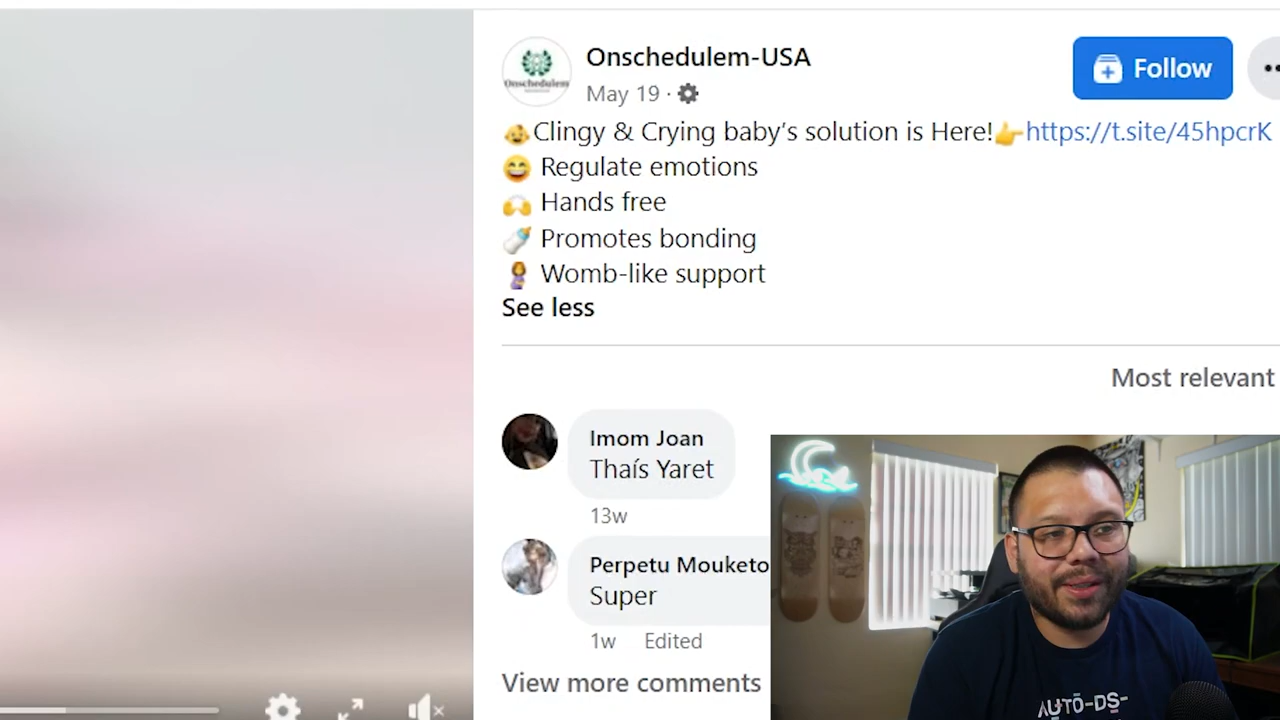 Onschedulem-USA
Follow
Onschedulem
May 19 ·
👶Clingy & Crying baby's solution is Here!👉https://t.site/45hpcrK
😄 Regulate emotions
🙌 Hands free
🍼 Promotes bonding
🤱 Womb-like support
See less
Most relevant
Imom Joan
Thaís Yaret
13w
Perpetu Mouketo
Super
1w Edited
View more comments
AUTO-DS-